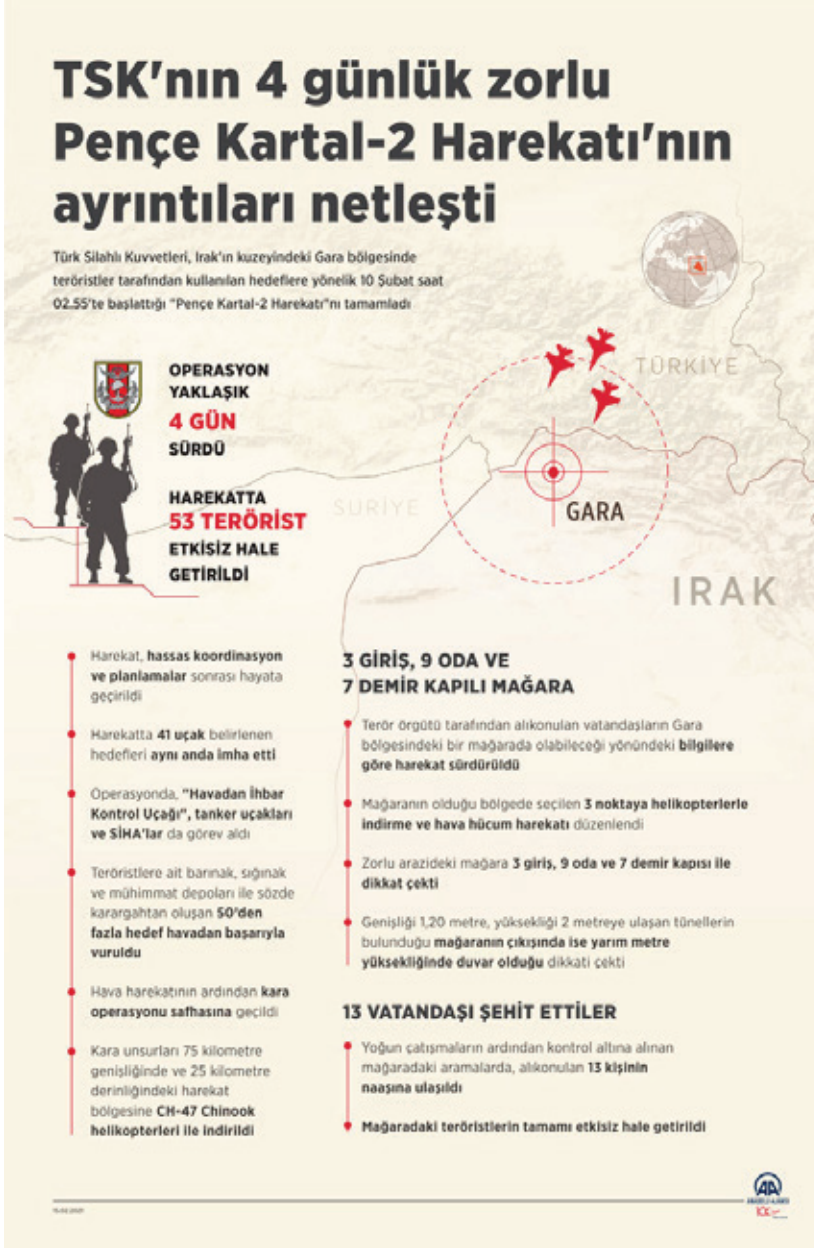 TSK'nın 4 günlük zorlu
Pençe Kartal-2 Harekatı'nın
ayrıntıları netleşti
Türk Silahlı Kuvvetleri, Irak'ın kuzeyindeki Gara bölgesinde
teröristler tarafından kullanılan hedeflere yönelik 10 Şubat saat
02.55'te başlattığı "Pençe Kartal-2 Harekatı"nı tamamladı
OPERASYON
YAKLAŞIK
4 GÜN
SÜRDÜ
HAREKATTA
53 TERÖRİST
ETKİSİZ HALE
GETİRİLDİ
TÜRKİYE
SURİYE
GARA
IRAK
Harekat, hassas koordinasyon
ve planlamalar sonrası hayata
geçirildi
Harekatta 41 uçak belirlenen
hedefleri aynı anda imha etti
Operasyonda, "Havadan İhbar
Kontrol Uçağı", tanker uçakları
ve SİHA'lar da görev aldı
Teröristlere ait barınak, sığınak
ve mühimmat depoları ile sözde
karargahtan oluşan 50'den
fazla hedef havadan başarıyla
vuruldu
Hava harekatının ardından kara
operasyonu safhasına geçildi
Kara unsurları 75 kilometre
genişliğinde ve 25 kilometre
derinliğindeki harekat
bölgesine CH-47 Chinook
helikopterleri ile indirildi
3 GİRİŞ, 9 ODA VE
7 DEMİR KAPILI MAĞARA
Terör örgütü tarafından alıkonulan vatandaşların Gara
bölgesindeki bir mağarada olabileceği yönündeki bilgilere
göre harekat sürdürüldü
Mağaranın olduğu bölgede seçilen 3 noktaya helikopterlerle
indirme ve hava hücum harekatı düzenlendi
Zorlu arazideki mağara 3 giriş, 9 oda ve 7 demir kapısı ile
dikkat çekti
Genişliği 1,20 metre, yüksekliği 2 metreye ulaşan tünellerin
bulunduğu mağaranın çıkışında ise yarım metre
yüksekliğinde duvar olduğu dikkati çekti
13 VATANDAŞI ŞEHİT ETTİLER
Yoğun çatışmaların ardından kontrol altına alınan
mağaradaki aramalarda, alıkonulan 13 kişinin
naaşına ulaşıldı
Mağaradaki teröristlerin tamamı etkisiz hale getirildi
15.02.2021
AA
ANADOLU AJANSI